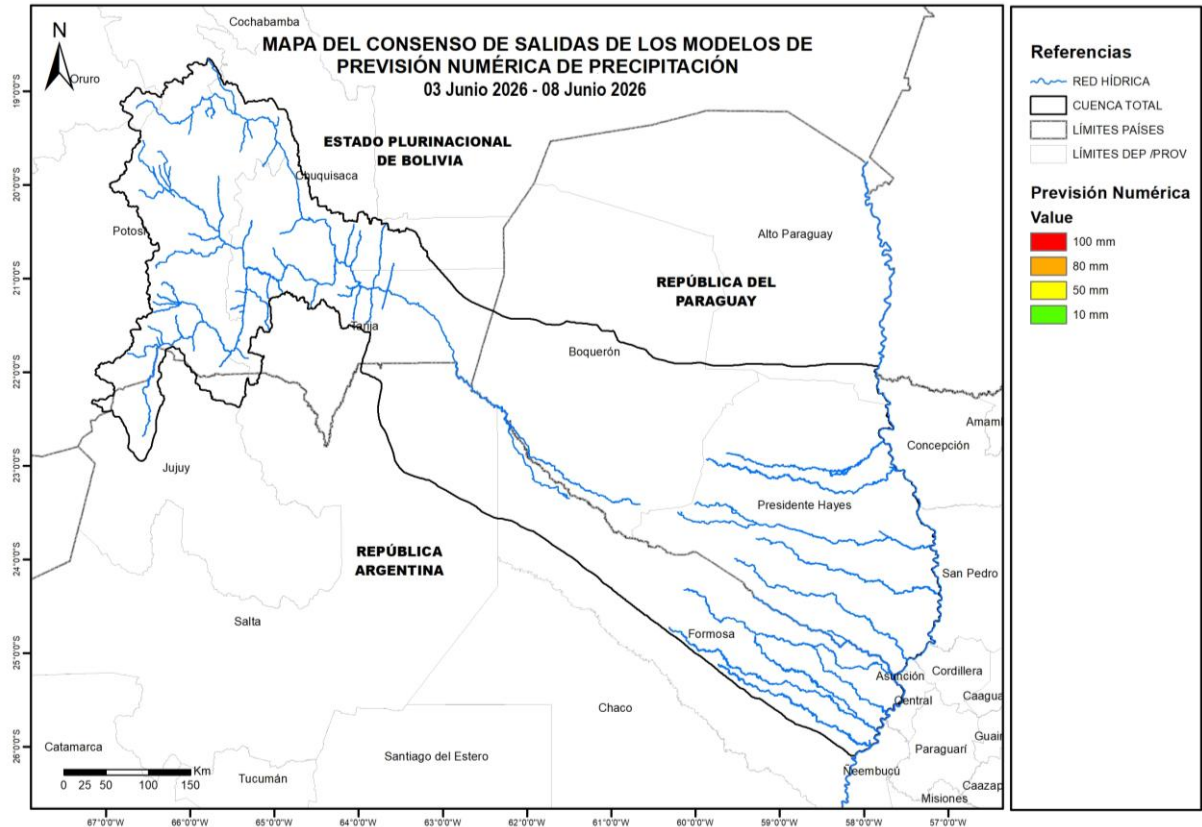 MAPA DEL CONSENSO DE SALIDAS DE LOS MODELOS DE
PREVISIÓN NUMÉRICA DE PRECIPITACIÓN
03 Junio 2026 - 08 Junio 2026
N
Cochabamba
Oruro
ESTADO PLURINACIONAL
DE BOLIVIA
Chuquisaca
Potosí
Tarija
Alto Paraguay
REPÚBLICA DEL
PARAGUAY
Boquerón
Amami
Concepción
Jujuy
Presidente Hayes
REPÚBLICA
ARGENTINA
San Pedro
Salta
Formosa
Asunción
Cordillera
Central
Caagua
Chaco
Guair
Catamarca
Santiago del Estero
Paraguarí
Ñeembucú
Caazap
Tucumán
Misiones
Km
0 25 50 100 150
19°0'0"S
20°0'0"S
21°0'0"S
22°0'0"S
23°0'0"S
24°0'0"S
25°0'0"S
26°0'0"S
67°0'0"W
66°0'0"W
65°0'0"W
64°0'0"W
63°0'0"W
62°0'0"W
61°0'0"W
60°0'0"W
59°0'0"W
58°0'0"W
57°0'0"W
Referencias
RED HÍDRICA
CUENCA TOTAL
LÍMITES PAÍSES
LÍMITES DEP /PROV
Previsión Numérica
Value
100 mm
80 mm
50 mm
10 mm